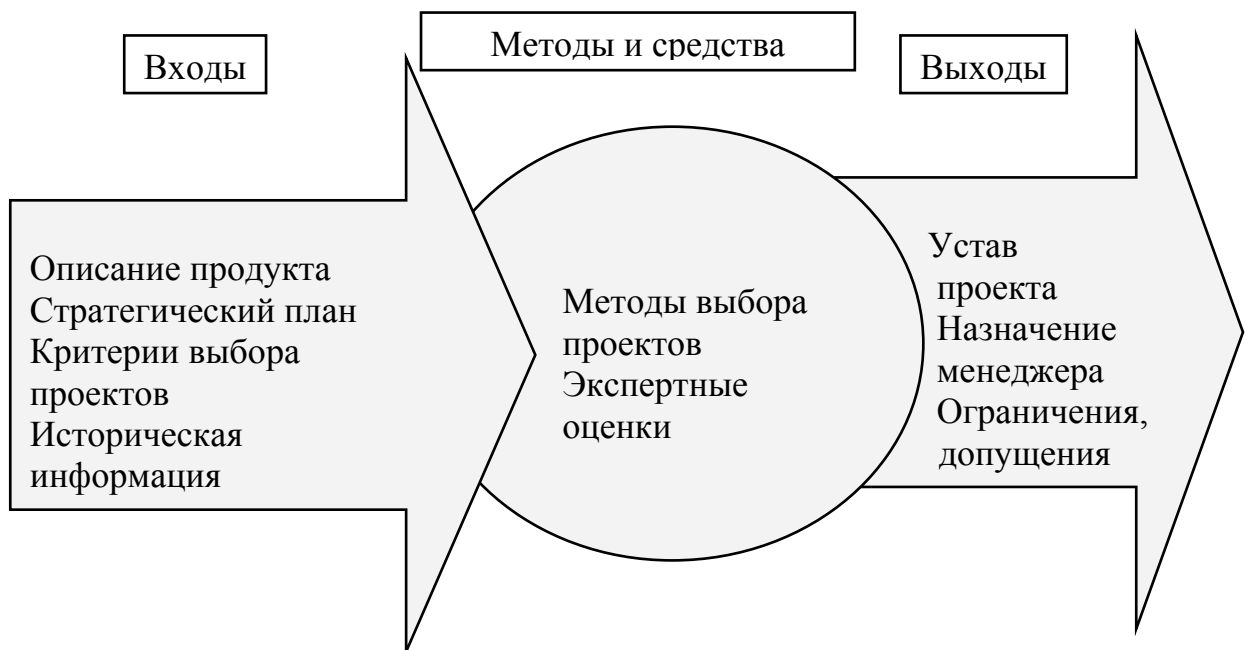 Входы
Методы и средства
Выходы
Описание продукта
Стратегический план
Критерии выбора
проектов
Историческая
информация
Методы выбора
проектов
Экспертные
оценки
Устав
проекта
Назначение
менеджера
Ограничения,
допущения